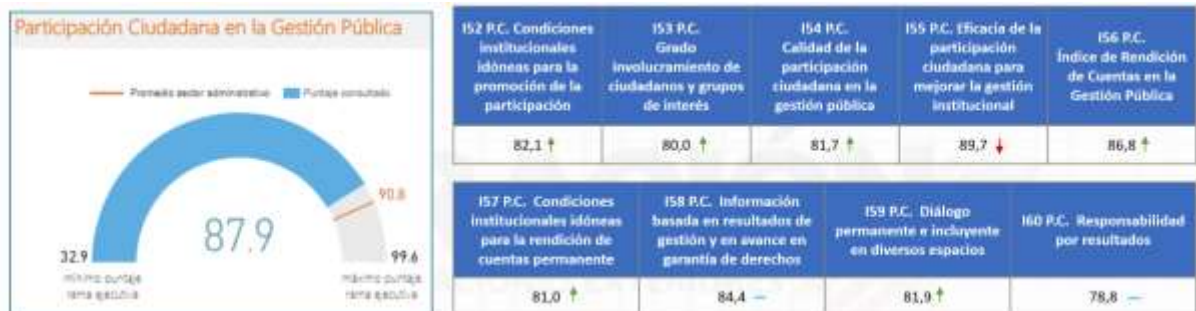 Participación Ciudadana en la Gestión Pública
Promedio sector administrativo Puntaje consultado
90.8
87.9
32.9
99.6
mínimo puntaje
rama ejecutiva
máximo puntaje
rama ejecutiva
I52 P.C. Condiciones
institucionales
idóneas para la
promoción de la
participación
I53 P.C.
Grado
involucramiento de
ciudadanos y grupos
de interés
I54 P.C.
Calidad de la
participación
ciudadana en la
gestión pública
I55 P.C. Eficacia de la
participación
ciudadana para
mejorar la gestión
institucional
I56 P.C.
Índice de Rendición
de Cuentas en la
Gestión Pública
82,1 ↑
80,0 ↑
81,7 ↑
89,7 ↓
86,8 ↑
I57 P.C. Condiciones
institucionales idóneas
para la rendición de
cuentas permanente
I58 P.C. Información
basada en resultados de
gestión y en avance en
garantía de derechos
I59 P.C. Diálogo
permanente e incluyente
en diversos espacios
I60 P.C. Responsabilidad
por resultados
81,0 ↑
84,4 –
81,9 ↑
78,8 –